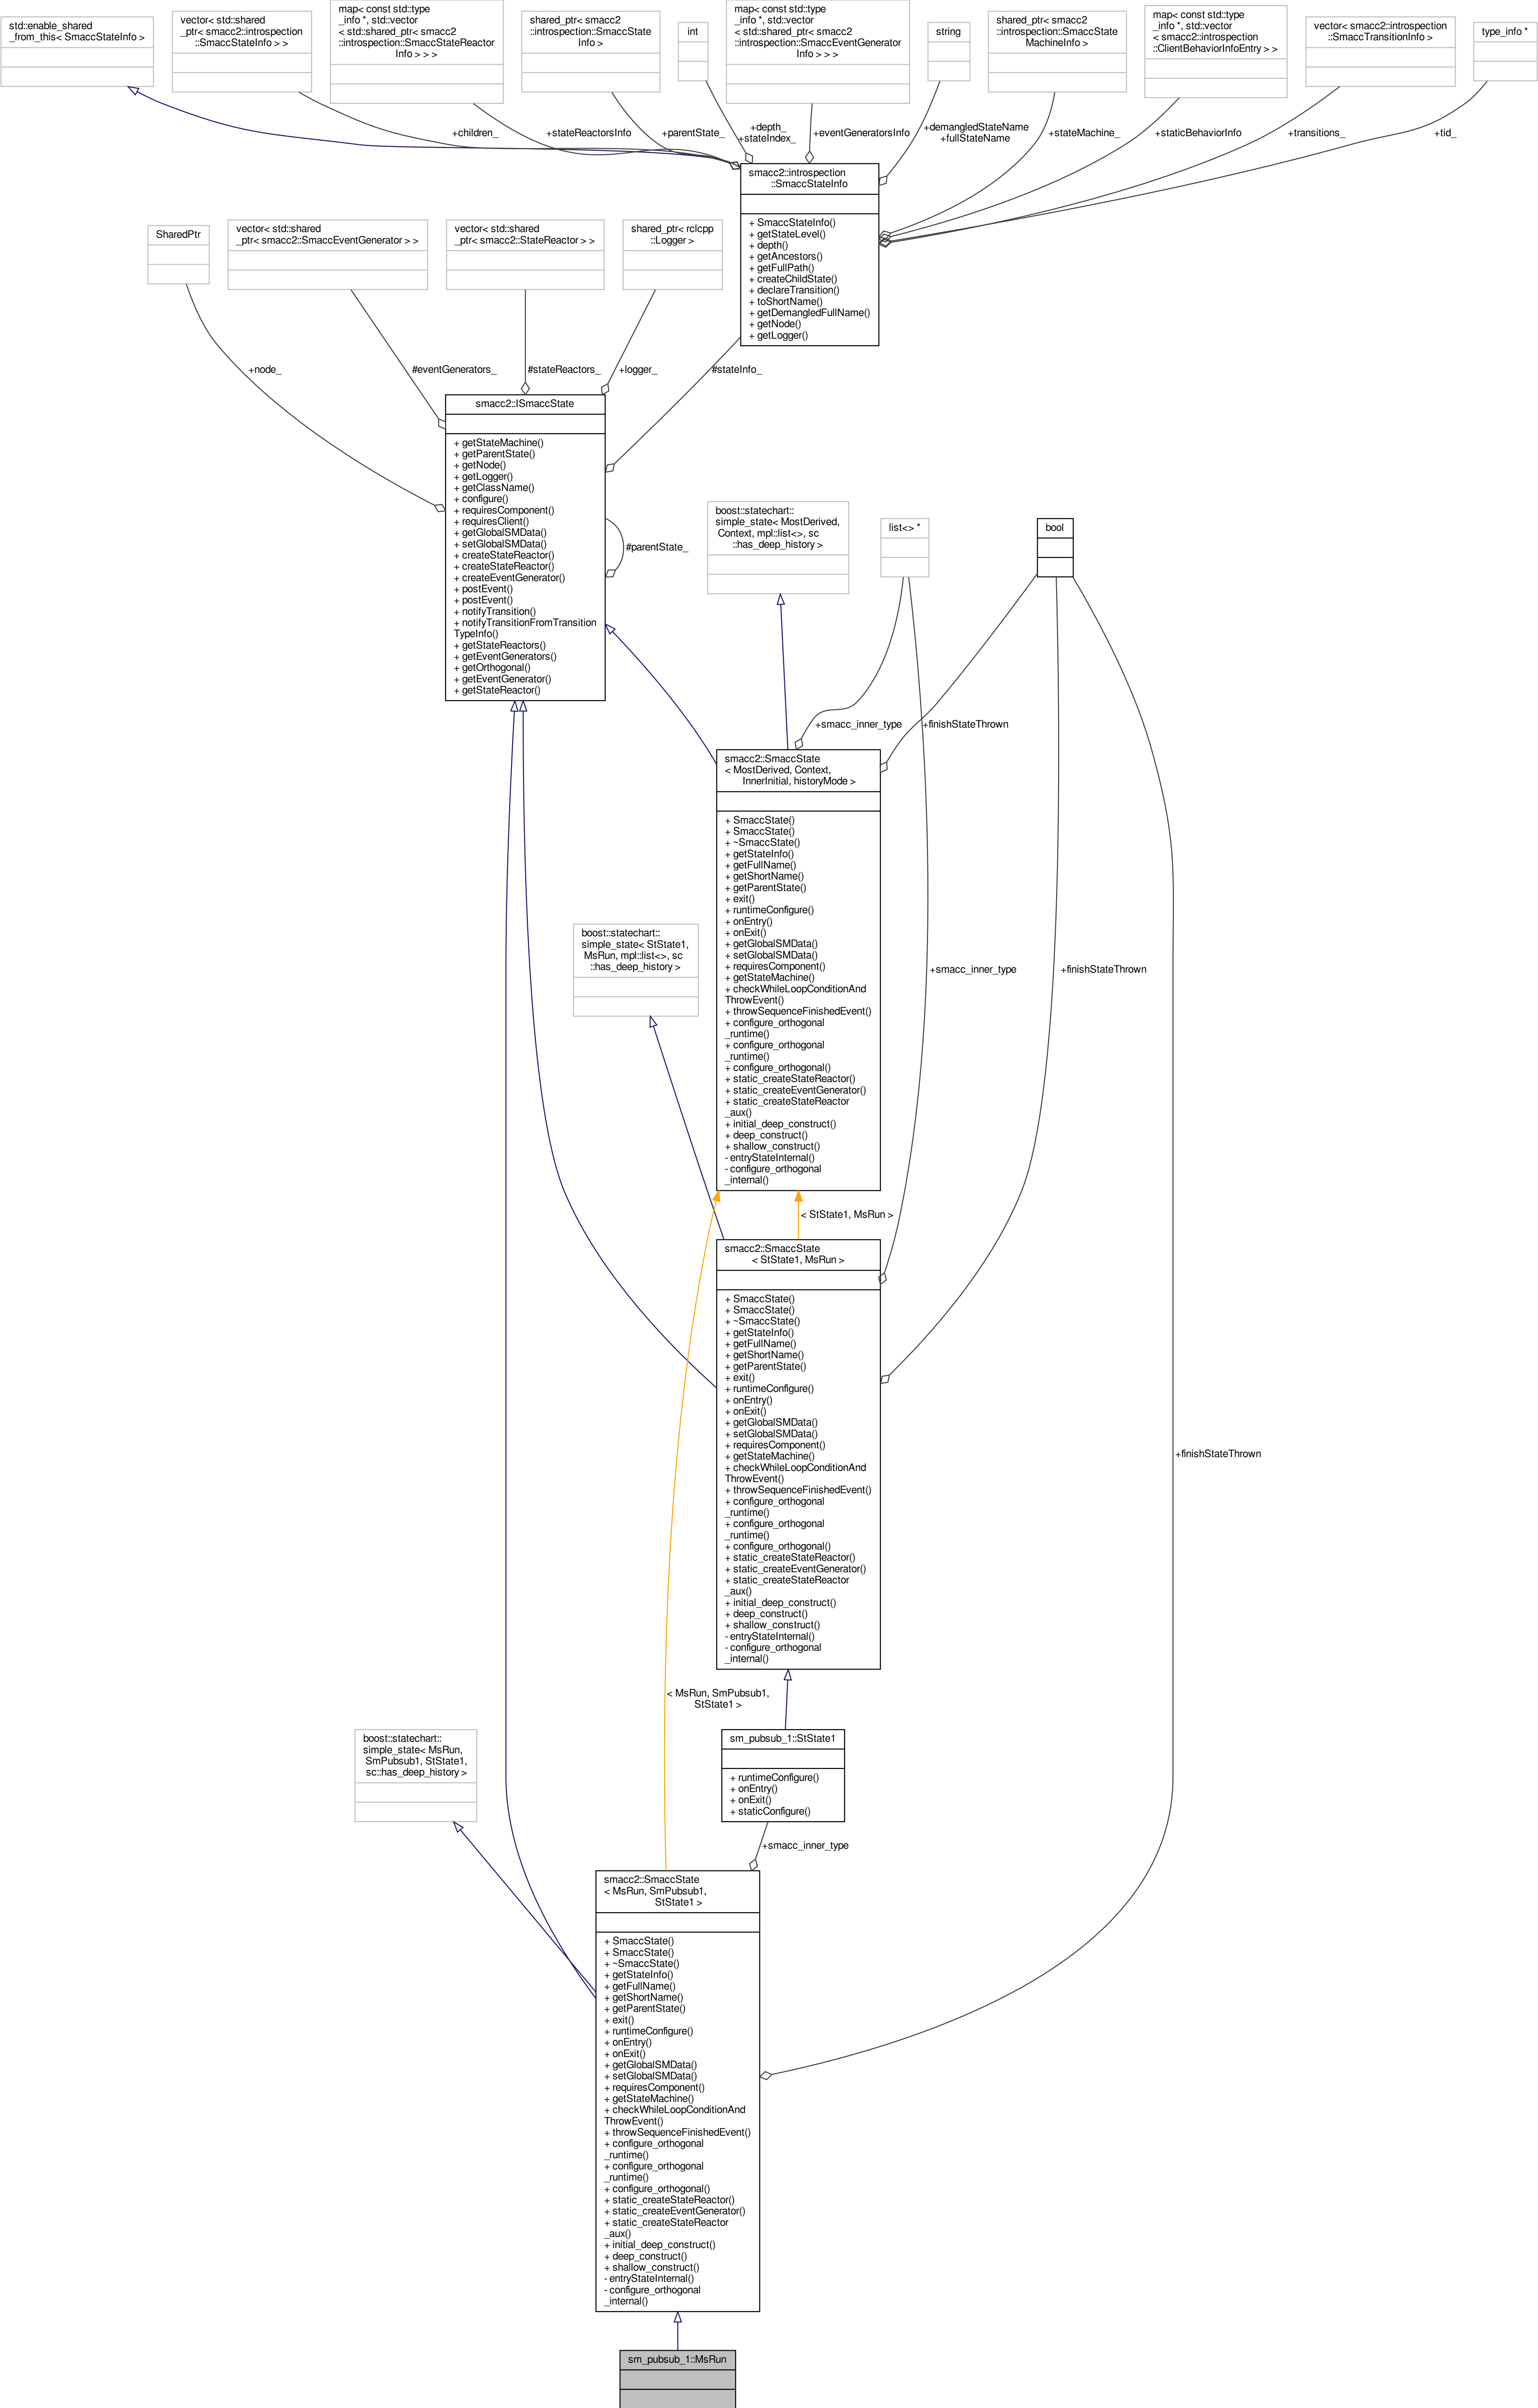 std::enable_shared
_from_this< SmaccStateInfo >
vector< std::shared
_ptr< smacc2::introspection
::SmaccStateInfo > >
map< const std::type
_info *, std::vector
< std::shared_ptr< smacc2
::introspection::SmaccStateReactor
Info > > >
shared_ptr< smacc2
::introspection::SmaccState
Info >
int
map< const std::type
_info *, std::vector
< std::shared_ptr< smacc2
::introspection::SmaccEventGenerator
Info > > >
string
shared_ptr< smacc2
::introspection::SmaccState
MachineInfo >
map< const std::type
_info *, std::vector
< smacc2::introspection
::ClientBehaviorInfoEntry > >
vector< smacc2::introspection
::SmaccTransitionInfo >
type_info *
+children_
+stateReactorsInfo
+parentState_
+depth_
+stateIndex_
+eventGeneratorsInfo
+demangledStateName
+fullStateName
+stateMachine_
+staticBehaviorInfo
+transitions_
+tid_
smacc2::introspection
::SmaccStateInfo
+ SmaccStateInfo()
+ getStateLevel()
+ depth()
+ getAncestors()
+ getFullPath()
+ createChildState()
+ declareTransition()
+ toShortName()
+ getDemangledFullName()
+ getNode()
+ getLogger()
SharedPtr
vector< std::shared
_ptr< smacc2::SmaccEventGenerator > >
vector< std::shared
_ptr< smacc2::StateReactor > >
shared_ptr< rclcpp
::Logger >
+node_
#eventGenerators_
#stateReactors_
+logger_
#stateInfo_
smacc2::ISmaccState
+ getStateMachine()
+ getParentState()
+ getNode()
+ getLogger()
+ getClassName()
+ configure()
+ requiresComponent()
+ requiresClient()
+ getGlobalSMData()
+ setGlobalSMData()
+ createStateReactor()
+ createStateReactor()
+ createEventGenerator()
+ postEvent()
+ postEvent()
+ notifyTransition()
+ notifyTransitionFromTransition
TypeInfo()
+ getStateReactors()
+ getEventGenerators()
+ getOrthogonal()
+ getEventGenerator()
+ getStateReactor()
#parentState_
boost::statechart::
simple_state< MostDerived,
Context, mpl::list<>, sc
::has_deep_history >
list<> *
bool
+smacc_inner_type
+finishStateThrown
smacc2::SmaccState
< MostDerived, Context,
InnerInitial, historyMode >
+ SmaccState()
+ SmaccState()
+ ~SmaccState()
+ getStateInfo()
+ getFullName()
+ getShortName()
+ getParentState()
+ exit()
+ runtimeConfigure()
+ onEntry()
+ onExit()
+ getGlobalSMData()
+ setGlobalSMData()
+ requiresComponent()
+ getStateMachine()
+ checkWhileLoopConditionAnd
ThrowEvent()
+ throwSequenceFinishedEvent()
+ configure_orthogonal
_runtime()
+ configure_orthogonal
_runtime()
+ configure_orthogonal()
+ static_createStateReactor()
+ static_createEventGenerator()
+ static_createStateReactor
_aux()
+ initial_deep_construct()
+ deep_construct()
+ shallow_construct()
- entryStateInternal()
- configure_orthogonal
_internal()
boost::statechart::
simple_state< StState1,
MsRun, mpl::list<>, sc
::has_deep_history >
+smacc_inner_type
+finishStateThrown
< StState1, MsRun >
smacc2::SmaccState
< StState1, MsRun >
+ SmaccState()
+ SmaccState()
+ ~SmaccState()
+ getStateInfo()
+ getFullName()
+ getShortName()
+ getParentState()
+ exit()
+ runtimeConfigure()
+ onEntry()
+ onExit()
+ getGlobalSMData()
+ setGlobalSMData()
+ requiresComponent()
+ getStateMachine()
+ checkWhileLoopConditionAnd
ThrowEvent()
+ throwSequenceFinishedEvent()
+ configure_orthogonal
_runtime()
+ configure_orthogonal
_runtime()
+ configure_orthogonal()
+ static_createStateReactor()
+ static_createEventGenerator()
+ static_createStateReactor
_aux()
+ initial_deep_construct()
+ deep_construct()
+ shallow_construct()
- entryStateInternal()
- configure_orthogonal
_internal()
+finishStateThrown
< MsRun, SmPubsub1,
StState1 >
boost::statechart::
simple_state< MsRun,
SmPubsub1, StState1,
sc::has_deep_history >
sm_pubsub_1::StState1
+ runtimeConfigure()
+ onEntry()
+ onExit()
+ staticConfigure()
+smacc_inner_type
smacc2::SmaccState
< MsRun, SmPubsub1,
StState1 >
+ SmaccState()
+ SmaccState()
+ ~SmaccState()
+ getStateInfo()
+ getFullName()
+ getShortName()
+ getParentState()
+ exit()
+ runtimeConfigure()
+ onEntry()
+ onExit()
+ getGlobalSMData()
+ setGlobalSMData()
+ requiresComponent()
+ getStateMachine()
+ checkWhileLoopConditionAnd
ThrowEvent()
+ throwSequenceFinishedEvent()
+ configure_orthogonal
_runtime()
+ configure_orthogonal
_runtime()
+ configure_orthogonal()
+ static_createStateReactor()
+ static_createEventGenerator()
+ static_createStateReactor
_aux()
+ initial_deep_construct()
+ deep_construct()
+ shallow_construct()
- entryStateInternal()
- configure_orthogonal
_internal()
sm_pubsub_1::MsRun